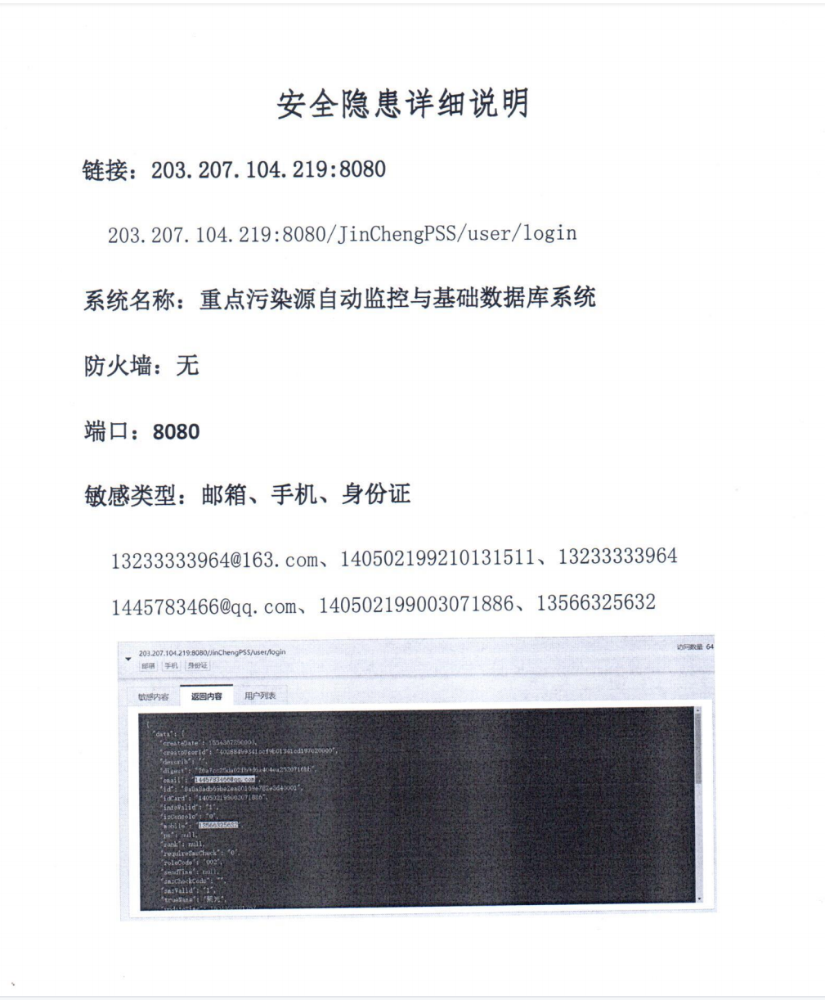 安全隐患详细说明
链接：203.207.104.219:8080
203.207.104.219:8080/JinChengPSS/user/login
系统名称：重点污染源自动监控与基础数据库系统
防火墙：无
端口：8080
敏感类型：邮箱、手机、身份证
13233333964@163.com、140502199210131511、13233333964
1445783466@qq.com、140502199003071886、13566325632
203.207.104.219:8080/JinChengPSS/user/login 访问数量 64
邮箱 手机 身份证
敏感内容 返回内容 用户列表
"data": {
"createDate":
"createUserId":
"describ": "",
"digest":
"email": "1445783466@qq.com",
"id":
"idCard": "140502199003071886",
"infoValid": "1",
"isConsole": "0",
"mobile": "13566325632",
"ps": null,
"rank": null,
"requireSmsCheck": "0",
"roleCode": "002",
"sendTime": null,
"smsCheckCode": "",
"smsValid": "1",
"trueName":